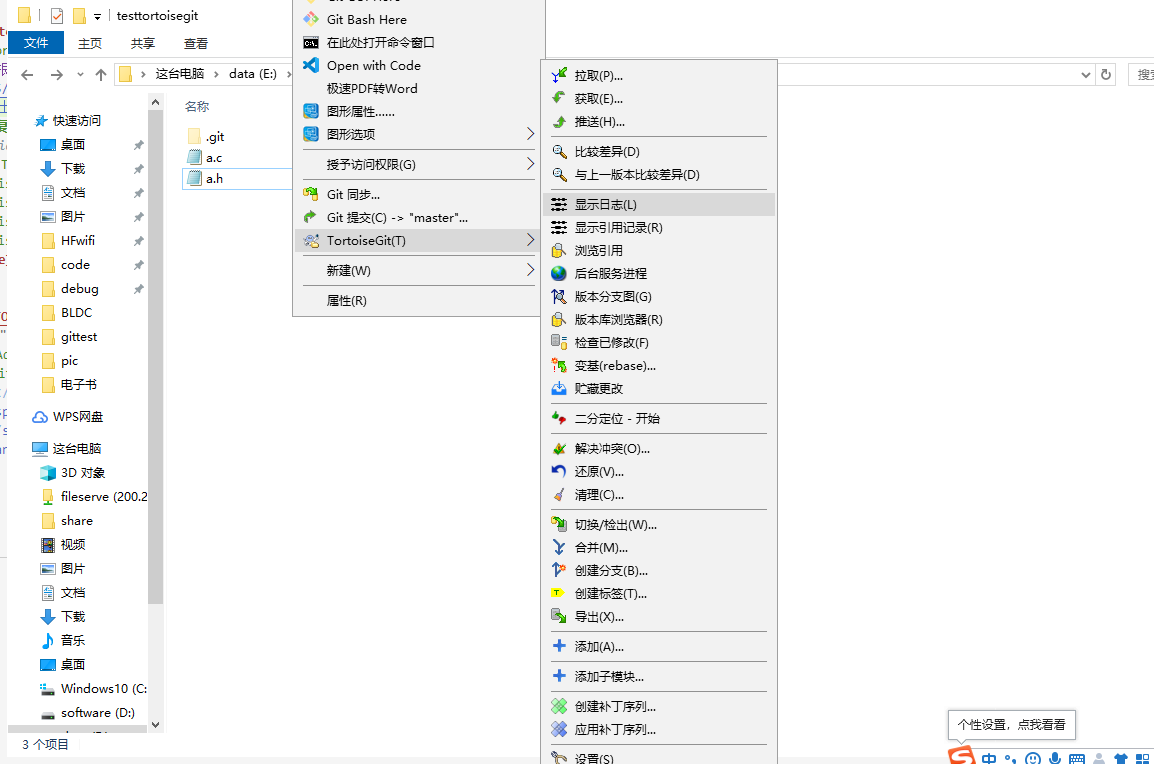 testtortoisegit
文件 主页 共享 查看
这台电脑 data (E:)
搜索
名称
.git
a.c
a.h
快速访问
桌面
下载
文档
图片
HFwifi
code
debug
BLDC
gittest
pic
电子书
WPS网盘
这台电脑
3D 对象
fileserve (200.2
share
视频
图片
文档
下载
音乐
桌面
Windows10 (C:
software (D:)
3 个项目
Git Bash Here
在此处打开命令窗口
Open with Code
极速PDF转Word
图形属性......
图形选项
授予访问权限(G)
Git 同步...
Git 提交(C) -> "master"...
TortoiseGit(T)
新建(W)
属性(R)
拉取(P)...
获取(E)...
推送(H)...
比较差异(D)
与上一版本比较差异(D)
显示日志(L)
显示引用记录(R)
浏览引用
后台服务进程
版本分支图(G)
版本库浏览器(R)
检查已修改(F)
变基(rebase)...
贮藏更改
二分定位 - 开始
解决冲突(O)...
还原(V)...
清理(C)...
切换/检出(W)...
合并(M)...
创建分支(B)...
创建标签(T)...
导出(X)...
添加(A)...
添加子模块...
创建补丁序列...
应用补丁序列...
设置(S)
个性设置，点我看看
中